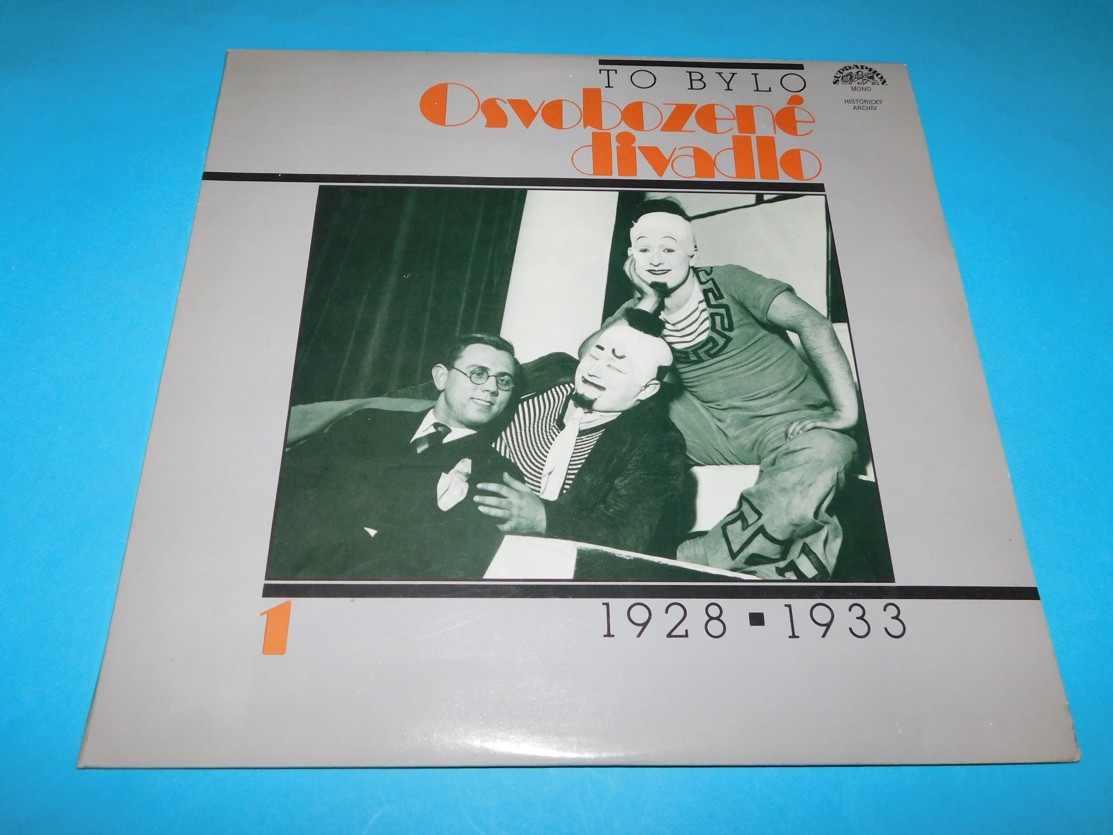 TO BYLO
Osvobozené
divadlo
SUPRAPHON
MONO
HISTORICKÝ
ARCHÍV
1
1928 ▪ 1933